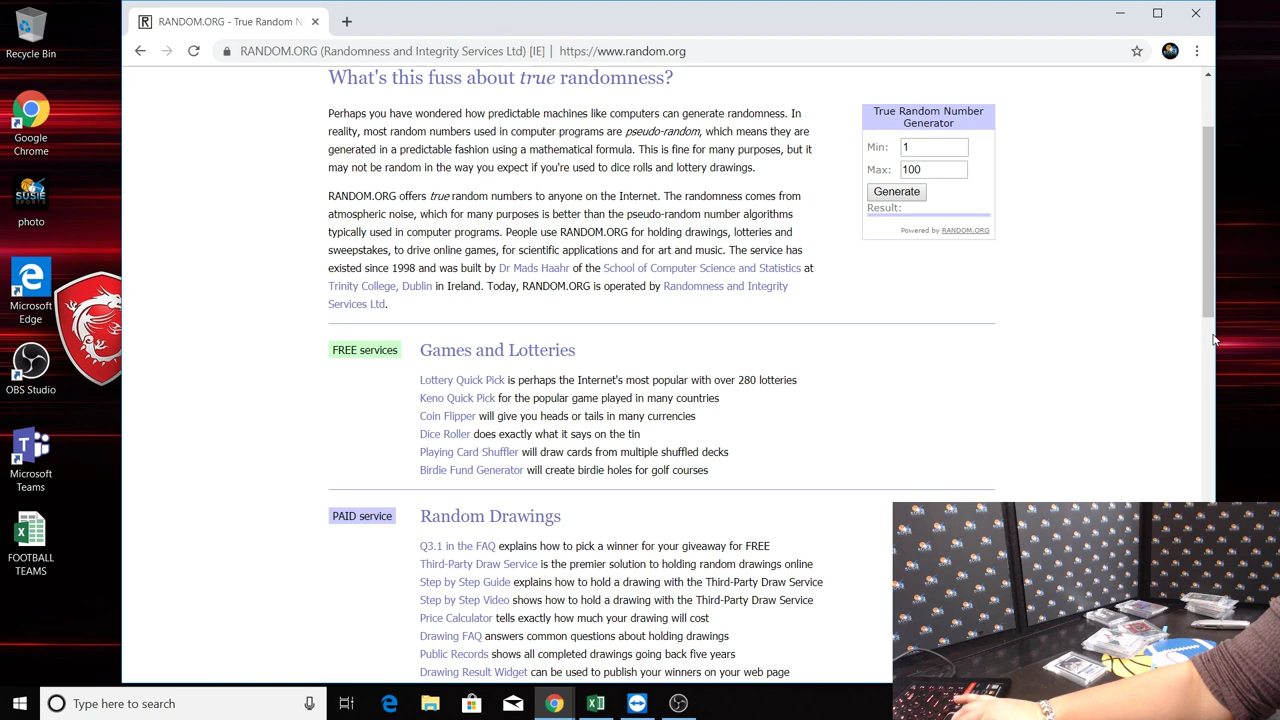 Recycle Bin
Google
Chrome
SUSIE
SPORTS
photo
Microsoft
Edge
OBS Studio
Microsoft
Teams
FOOTBALL
TEAMS
RANDOM.ORG - True Random N
RANDOM.ORG (Randomness and Integrity Services Ltd) [IE] | https://www.random.org
What's this fuss about true randomness?
Perhaps you have wondered how predictable machines like computers can generate randomness. In
reality, most random numbers used in computer programs are pseudo-random, which means they are
generated in a predictable fashion using a mathematical formula. This is fine for many purposes, but it
may not be random in the way you expect if you're used to dice rolls and lottery drawings.
RANDOM.ORG offers true random numbers to anyone on the Internet. The randomness comes from
atmospheric noise, which for many purposes is better than the pseudo-random number algorithms
typically used in computer programs. People use RANDOM.ORG for holding drawings, lotteries and
sweepstakes, to drive online games, for scientific applications and for art and music. The service has
existed since 1998 and was built by Dr Mads Haahr of the School of Computer Science and Statistics at
Trinity College, Dublin in Ireland. Today, RANDOM.ORG is operated by Randomness and Integrity
Services Ltd.
True Random Number
Generator
Min: 1
Max: 100
Generate
Result:
Powered by RANDOM.ORG
FREE services
Games and Lotteries
Lottery Quick Pick is perhaps the Internet's most popular with over 280 lotteries
Keno Quick Pick for the popular game played in many countries
Coin Flipper will give you heads or tails in many currencies
Dice Roller does exactly what it says on the tin
Playing Card Shuffler will draw cards from multiple shuffled decks
Birdie Fund Generator will create birdie holes for golf courses
PAID service
Random Drawings
Q3.1 in the FAQ explains how to pick a winner for your giveaway for FREE
Third-Party Draw Service is the premier solution to holding random drawings online
Step by Step Guide explains how to hold a drawing with the Third-Party Draw Service
Step by Step Video shows how to hold a drawing with the Third-Party Draw Service
Price Calculator tells exactly how much your drawing will cost
Drawing FAQ answers common questions about holding drawings
Public Records shows all completed drawings going back five years
Drawing Result Widget can be used to publish your winners on your web page
Type here to search